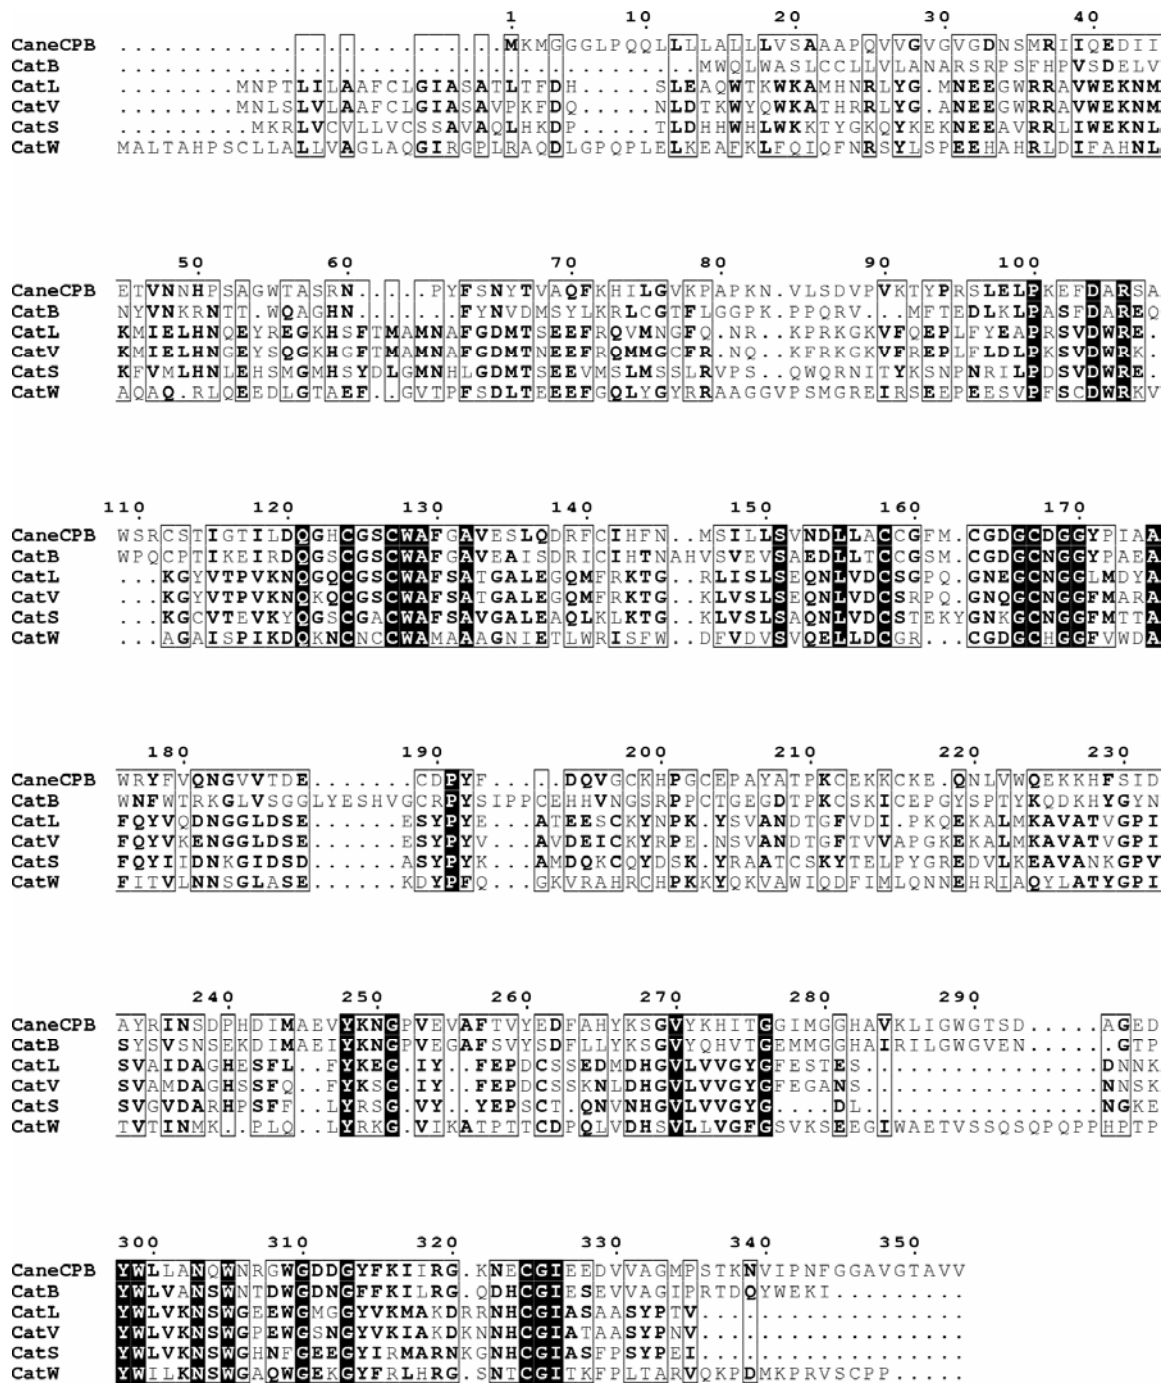 1 10 20 30 40
CaneCPB ..........................MKMGGGLPQQLLLLALLLVSAAAPQVVGVGVGDNSMRIIQEDII
CatB .......................................MWQLWASLCCLLVLANARSRPSFHPVSDELV
CatL ........MNPTLILAAFCLGIASATLTFDH.....SLEAQWTKWKAMHNRLYG.MNEEGWRRAVWEKNM
CatV ........MNLSLVLAAFCLGIASAVPKFDQ.....NLDTKWYQWKATHRRLYG.ANEEGWRRAVWEKNM
CatS ........MKRLVCVLLVCSSAVAQLHKDP.....TLDHHWHLWKKTYGKQYKEKNEEAVRRLIWEKNL
CatW MALTAHPSCLLALLVAGLAQGIRGPLRAQDLGPQPLELKEAFKLFQIQFNRSYLSPEEHAHRLDIFAHNL
50 60 70 80 90 100
CaneCPB ETVNNHPSAGWTASRN.....PYFSNYTVAQFKHILGVKPAPKN.VLSDVPVKTYPRSLELPKEFDARSA
CatB NYVNKRNTT.WQAGHN.....FYNVDMSYLKRLCGTFLGGPK.PPQRV...MFTEDLKLPASFDAREQ
CatL KMIELHNQEYREGKHSFTMAMNAFGDMTSEEFRQVMNGFQ.NR..KPRKGKVFQEPLFYEAPRSVDWRE.
CatV KMIELHNGEYSQGKHGFTMAMNAFGDMTNEEFRQMMGCFR.NQ..KFRKGKVFREPLFLDLPKSVDWRK.
CatS KFVMLHNLEHSMGMHSYDLGMNHLGDMTSEEVMSLMSSLRVPS..QWQRNITYKSNPNRILPDSVDWRE.
CatW AQAQ.RLQEEDLGTAEF..GVTPFSDLTEEEFGQLYGYRRAAGGVPSMGREIRSEEPEESVPFSCDWRKV
110 120 130 140 150 160 170
CaneCPB WSRCSTIGTILDQGHCGSCWAFGAVESLQDRFCIHFN..MSILLSVNDLLACCGFM.CGDGCDGGYPIAA
CatB WPQCPTIKEIRDQGSCGSCWAFGAVEAISDRICIHTNAHVSVEVSAEDLLTCCGSM.CGDGCNGGYPAEA
CatL ...KGYVTPVKNQGQCGSCWAFSATGALEGQMFRKTG..RLISLSEQNLVDCSGPQ.GNEGCNGGLMDYA
CatV ...KGYVTPVKNQKQCGSCWAFSATGALEGQMFRKTG..KLVSLSEQNLVDCSRPQ.GNQGCNGGFMARA
CatS ...KGCVTEVKYQGSCGACWAFSAVGALEAQLKLKTG..KLVSLSAQNLVDCSTEKYGNKGCNGGFMTTA
CatW ...AGAISPIKDQKNCNCCWAMAAAGNIETLWRISFW..DFVDVSVQELLDCGR...CGDGCHGGFVWDA
180 190 200 210 220 230
CaneCPB WRYFVQNGVVTDE.......CDPYF.....DQVGCKHPGCEPAYATPKCEKKCKE.QNLVWQEKKHFSID
CatB WNFWTRKGLVSGGLYESHVGCRPYSIPPCEHHVNGSRPPCTGEGDTPKCSKICEPGYSPTYKQDKHYGYN
CatL FQYVQDNGGLDSE.......ESYPYE...ATEESCKYNPK.YSVANDTGFVDI.PKQEKALMKAVATVGPI
CatV FQYVKENGGLDSE.......ESYPYV...AVDEICKYRPE.NSVANDTGFTVVAPGKEKALMKAVATVGPI
CatS FQYIIDNKGIDSD.......ASYPYK...AMDQKCQYDSK.YRAATCSKYTELPYGREDVLKEAVANKGPV
CatW FITVLNNSGLASE.......KDYPFQ...GKVRAHRCHPKKYQKVAWIQDFIMLQNNEHRIAQYLATYGPI
240 250 260 270 280 290
CaneCPB AYRINSDPHDIMAEVYKNGPVEVAFTVYEDFAHYKSGVYKHITGGIMGGHAVKLIGWGTSD.....AGED
CatB SYSVSNSEKDIMAEIYKNGPVEGAFSVYSDFLLYKSGVYQHVTGEMMGGHAIRILGWGVEN.....GTP
CatL SVAIDAGHESFL..FYKEG.IY..FEPDCSSEDMDHGVLVVGYGFESTES...............DNNK
CatV SVAMDAGHSSFQ..FYKSG.IY..FEPDCSSKNLDHGVLVVGYGFEGANS...............NNSK
CatS SVGVDARHPSFF..LYRSG.VY..YEPSCT.QNVNHGVLVVGYG....DL...............NGKE
CatW TVTINMK..PLQ..LYRKG.VIKATPTTCDPQLVDHSVLLVGFGSVKSEEGIWAETVSSQSQPQPPHPTP
300 310 320 330 340 350
CaneCPB YWLLANQWNRGWGDDGYFKIIRG.KNECGIEEDVVAGMPSTKNVIPNFGGAVGTAVV
CatB YWLVANSWNTDWGDNGFFKILRG.QDHCGIESEVVAGIPRTDQYWEKI.........
CatL YWLVKNSWGEEWGMGGYVKMAKDRRNHCGIASAASYPTV..................
CatV YWLVKNSWGPEWGSNGYVKIAKDKNNHCGIATAASYPNV..................
CatS YWLVKNSWGHNFGEEGYIRMARNKGNHCGIASFPSYPEI..................
CatW YWILKNSWGAQWGEKGYFRLHRG.SNTCGITKFPLTARVQKPDMKPRVSCPP.....